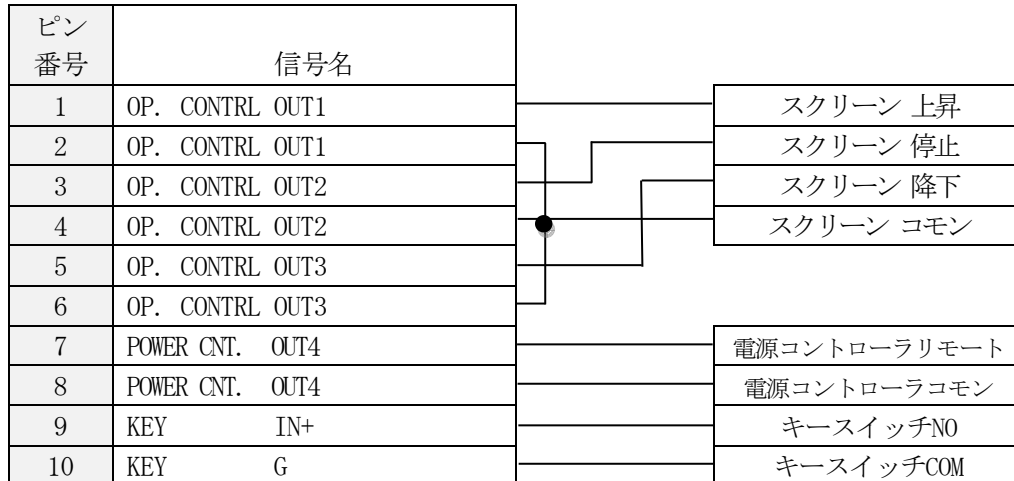 ピン
番号 信号名
1 OP. CONTRL OUT1 スクリーン 上昇
2 OP. CONTRL OUT1 スクリーン 停止
3 OP. CONTRL OUT2 スクリーン 降下
4 OP. CONTRL OUT2 スクリーン コモン
5 OP. CONTRL OUT3
6 OP. CONTRL OUT3
7 POWER CNT. OUT4 電源コントローラリモート
8 POWER CNT. OUT4 電源コントローラコモン
9 KEY IN+ キースイッチNO
10 KEY G キースイッチCOM